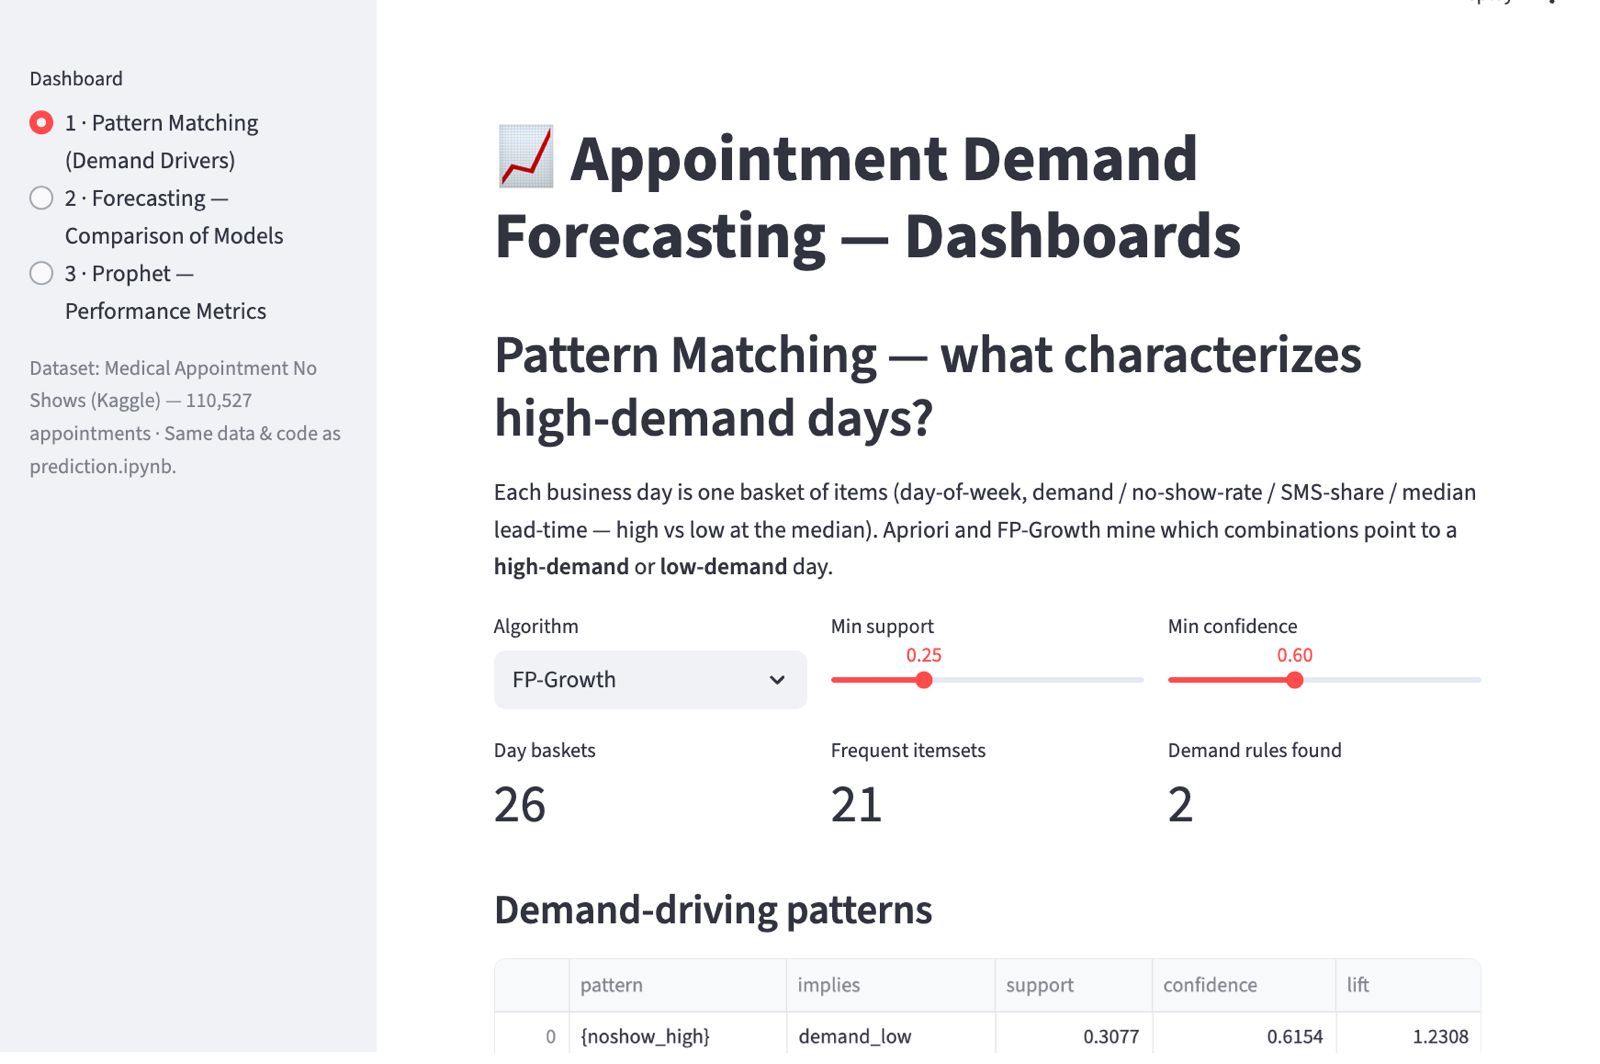 Dashboard
1 · Pattern Matching
(Demand Drivers)
2 · Forecasting —
Comparison of Models
3 · Prophet —
Performance Metrics
Dataset: Medical Appointment No
Shows (Kaggle) — 110,527
appointments · Same data & code as
prediction.ipynb.
Appointment Demand
Forecasting — Dashboards
Pattern Matching — what characterizes
high-demand days?
Each business day is one basket of items (day-of-week, demand / no-show-rate / SMS-share / median
lead-time — high vs low at the median). Apriori and FP-Growth mine which combinations point to a
high-demand or low-demand day.
Algorithm Min support Min confidence
0.25 0.60
FP-Growth
Day baskets Frequent itemsets Demand rules found
26 21 2
Demand-driving patterns
pattern implies support confidence lift
0 {noshow_high} demand_low 0.3077 0.6154 1.2308